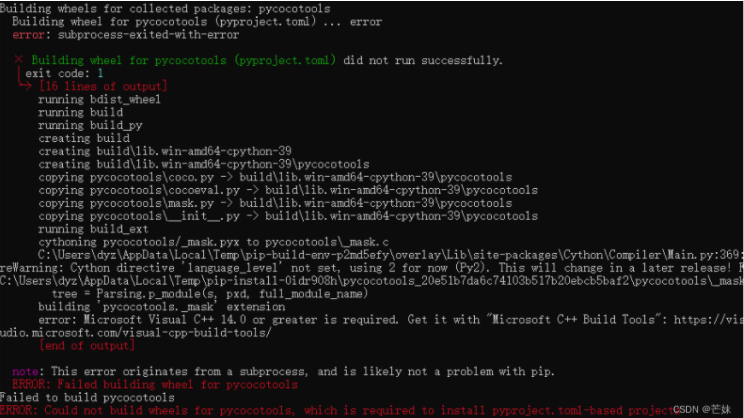 Building wheels for collected packages: pycocotools
Building wheel for pycocotools (pyproject.toml) ... error
error: subprocess-exited-with-error
× Building wheel for pycocotools (pyproject.toml) did not run successfully.
│ exit code: 1
╰─> [16 lines of output]
running bdist_wheel
running build
running build_py
creating build
creating build\lib.win-amd64-cpython-39
creating build\lib.win-amd64-cpython-39\pycocotools
copying pycocotools\coco.py -> build\lib.win-amd64-cpython-39\pycocotools
copying pycocotools\cocoeval.py -> build\lib.win-amd64-cpython-39\pycocotools
copying pycocotools\mask.py -> build\lib.win-amd64-cpython-39\pycocotools
copying pycocotools\__init__.py -> build\lib.win-amd64-cpython-39\pycocotools
running build_ext
cythoning pycocotools/_mask.pyx to pycocotools\_mask.c
C:\Users\dyz\AppData\Local\Temp\pip-build-env-p2md5efy\overlay\Lib\site-packages\Cython\Compiler\Main.py:369:
reWarning: Cython directive 'language_level' not set, using 2 for now (Py2). This will change in a later release!
C:\Users\dyz\AppData\Local\Temp\pip-install-0idr908h\pycocotools_20e51b7da6c74103b517b20ebcb5baf2\pycocotools\_mask
tree = Parsing.p_module(s, pxd, full_module_name)
building 'pycocotools._mask' extension
error: Microsoft Visual C++ 14.0 or greater is required. Get it with "Microsoft C++ Build Tools": https://vis
udio.microsoft.com/visual-cpp-build-tools/
[end of output]
note: This error originates from a subprocess, and is likely not a problem with pip.
ERROR: Failed building wheel for pycocotools
Failed to build pycocotools
ERROR: Could not build wheels for pycocotools, which is required to install pyproject.toml-based projects
CSDN @芒妹